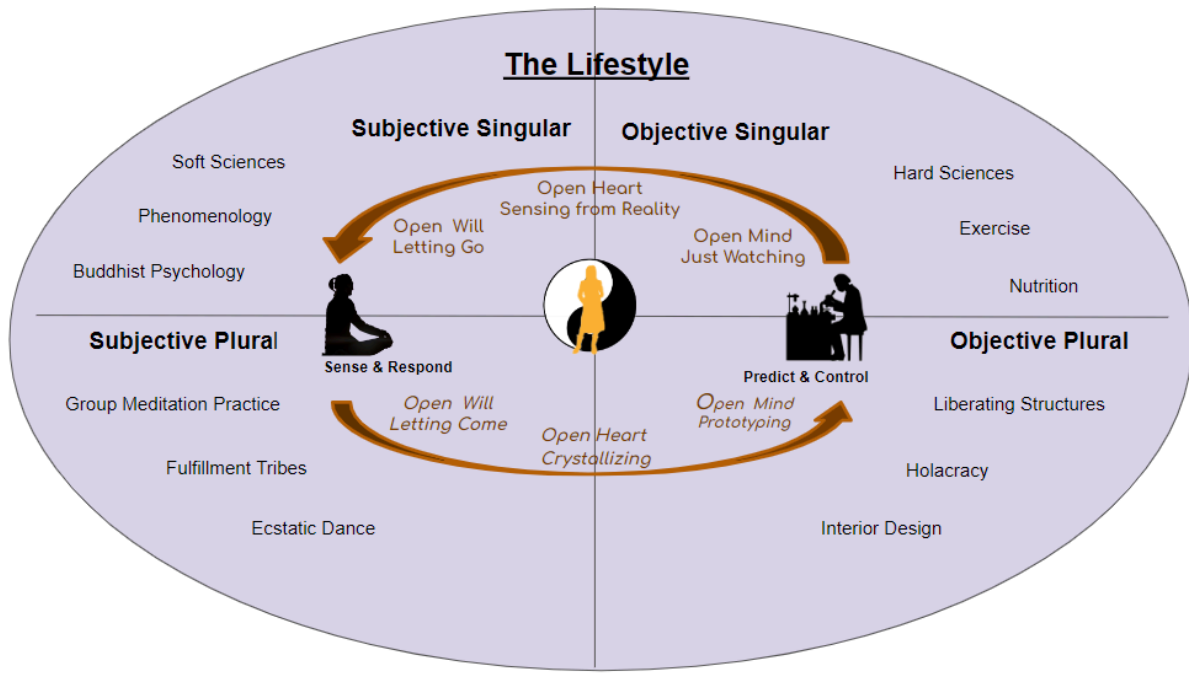 The Lifestyle
Subjective Singular
Objective Singular
Soft Sciences
Phenomenology
Buddhist Psychology
Hard Sciences
Exercise
Nutrition
Open Heart
Sensing from Reality
Open Will
Letting Go
Open Mind
Just Watching
Subjective Plural
Objective Plural
Sense & Respond
Predict & Control
Group Meditation Practice
Fulfillment Tribes
Ecstatic Dance
Open Will
Letting Come
Open Heart
Crystallizing
Open Mind
Prototyping
Liberating Structures
Holacracy
Interior Design